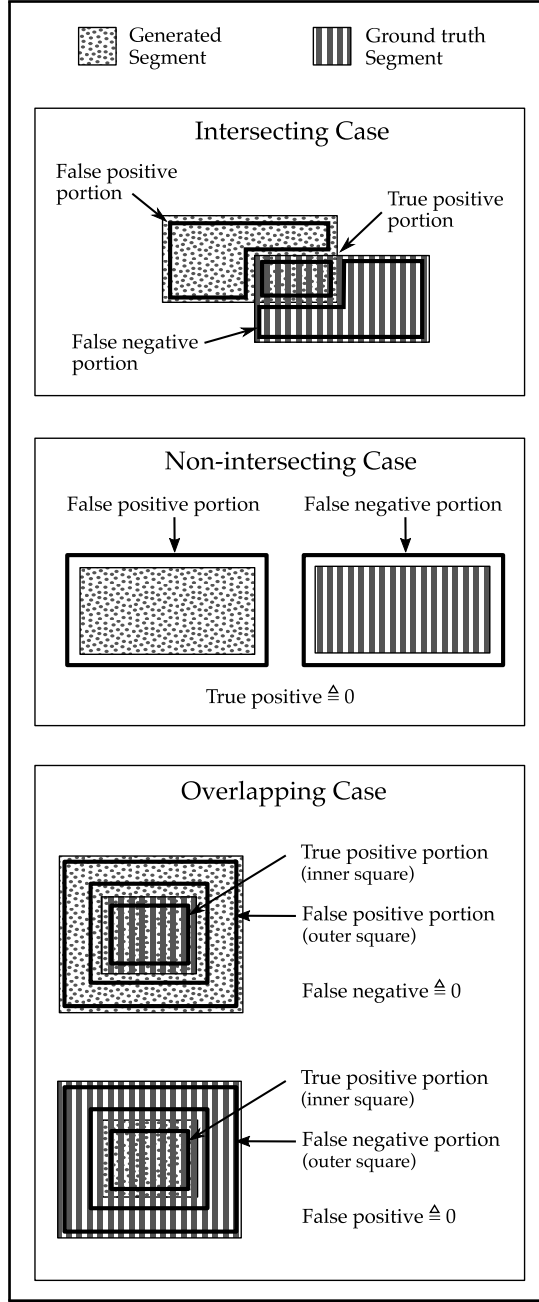 Generated
Segment
Ground truth
Segment
Intersecting Case
False positive
portion
True positive
portion
False negative
portion
Non-intersecting Case
False positive portion
False negative portion
True positive ≜ 0
Overlapping Case
True positive portion
(inner square)
False positive portion
(outer square)
False negative ≜ 0
True positive portion
(inner square)
False negative portion
(outer square)
False positive ≜ 0